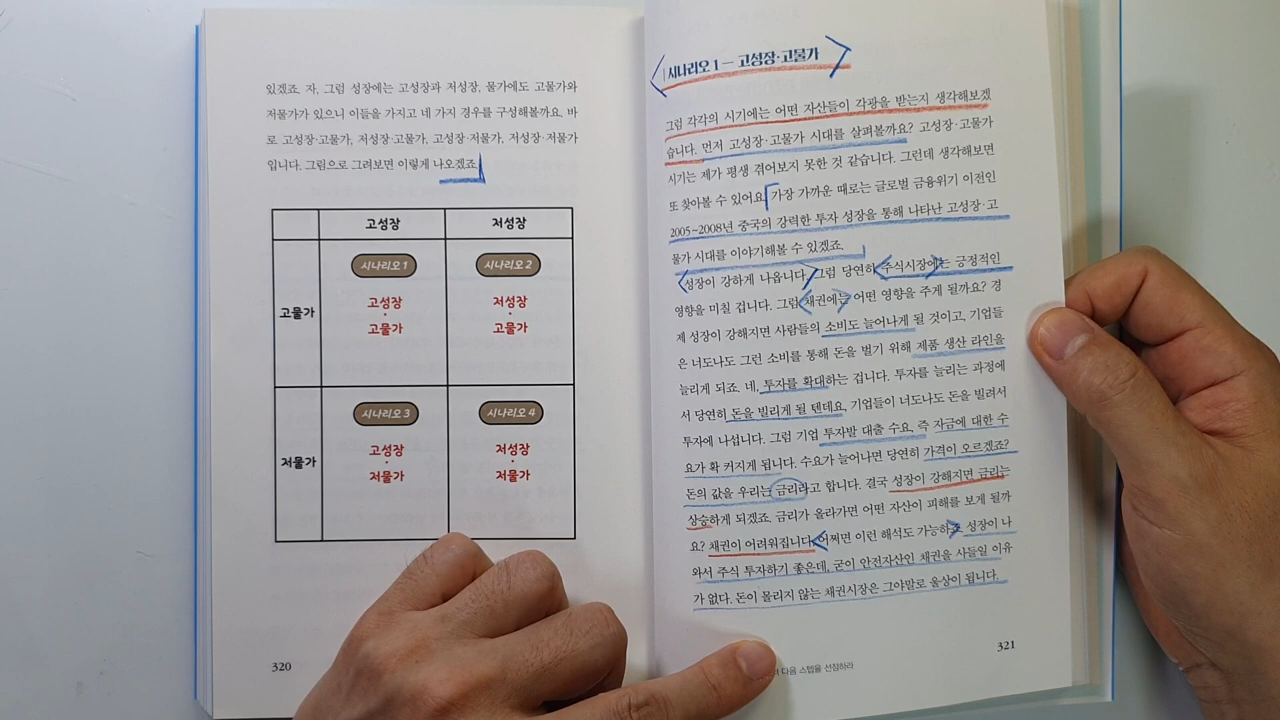 있겠죠. 자, 그럼 성장에는 고성장과 저성장, 물가에도 고물가와
저물가가 있으니 이들을 가지고 네 가지 경우를 구성해볼까요. 바
로 고성장·고물가, 저성장·고물가, 고성장·저물가, 저성장·저물가
입니다. 그림으로 그려보면 이렇게 나오겠죠.
고성장 저성장
고물가
시나리오 1
고성장
·
고물가
시나리오 2
저성장
·
고물가
저물가
시나리오 3
고성장
·
저물가
시나리오 4
저성장
·
저물가
320
시나리오 1 — 고성장·고물가
그럼 각각의 시기에는 어떤 자산들이 각광을 받는지 생각해보겠
습니다. 먼저 고성장·고물가 시대를 살펴볼까요? 고성장·고물가
시기는 제가 평생 겪어보지 못한 것 같습니다. 그런데 생각해보면
또 찾아볼 수 있어요. 가장 가까운 때로는 글로벌 금융위기 이전인
2005~2008년 중국의 강력한 투자 성장을 통해 나타난 고성장·고
물가 시대를 이야기해볼 수 있겠죠.
성장이 강하게 나옵니다. 그럼 당연히 주식시장에는 긍정적인
영향을 미칠 겁니다. 그럼 채권에는 어떤 영향을 주게 될까요? 경
제 성장이 강해지면 사람들의 소비도 늘어나게 될 것이고, 기업들
은 너도나도 그런 소비를 통해 돈을 벌기 위해 제품 생산 라인을
늘리게 되죠. 네, 투자를 확대하는 겁니다. 투자를 늘리는 과정에
서 당연히 돈을 빌리게 될 텐데요, 기업들이 너도나도 돈을 빌려서
투자에 나섭니다. 그럼 기업 투자발 대출 수요, 즉 자금에 대한 수
요가 확 커지게 됩니다. 수요가 늘어나면 당연히 가격이 오르겠죠?
돈의 값을 우리는 금리라고 합니다. 결국 성장이 강해지면 금리는
상승하게 되겠죠. 금리가 올라가면 어떤 자산이 피해를 보게 될까
요? 채권이 어려워집니다. 어쩌면 이런 해석도 가능하죠. 성장이 나
와서 주식 투자하기 좋은데, 굳이 안전자산인 채권을 사들일 이유
가 없다. 돈이 몰리지 않는 채권시장은 그야말로 울상이 됩니다.
다음 스텝을 선점하라
321